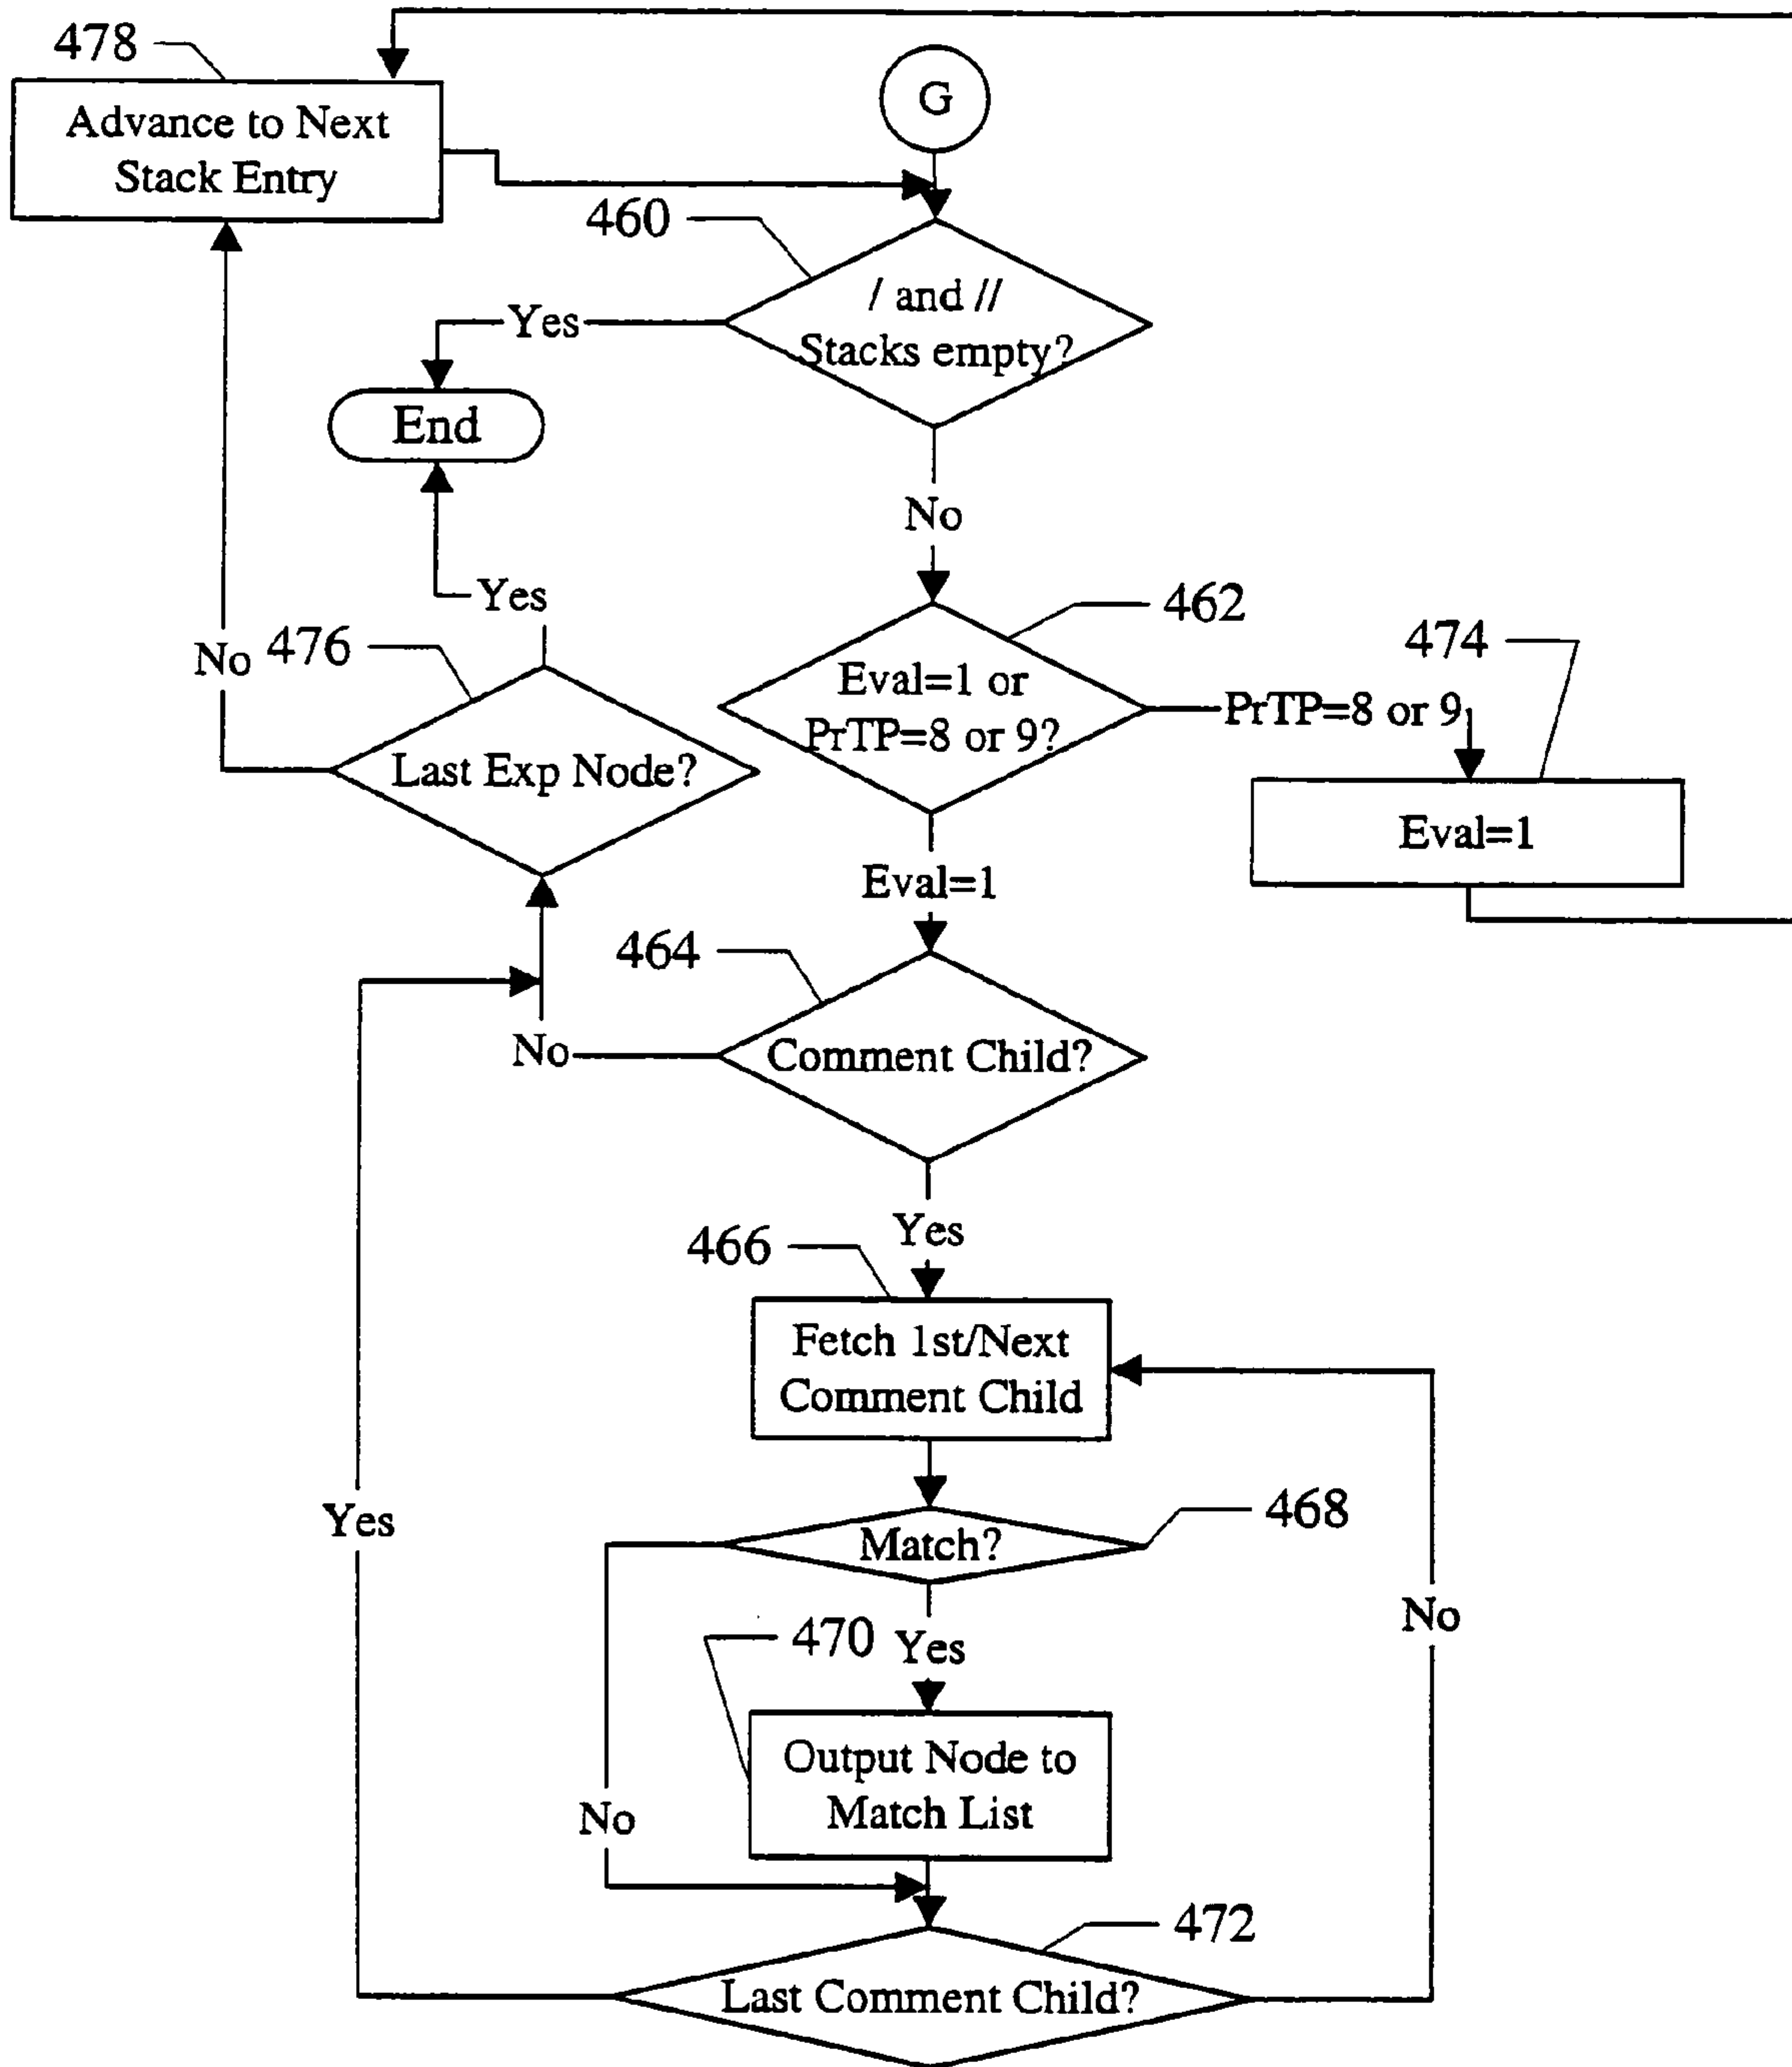 478
G
Advance to Next
Stack Entry
460
/ and //
Stacks empty?
Yes
End
No
Yes
462
474
No
476
Eval=1 or
PrTP=8 or 9?
PrTP=8 or 9
Last Exp Node?
Eval=1
Eval=1
464
No
Comment Child?
Yes
466
Fetch 1st/Next
Comment Child
468
Yes
Match?
No
470
Yes
Output Node to
Match List
No
472
Last Comment Child?